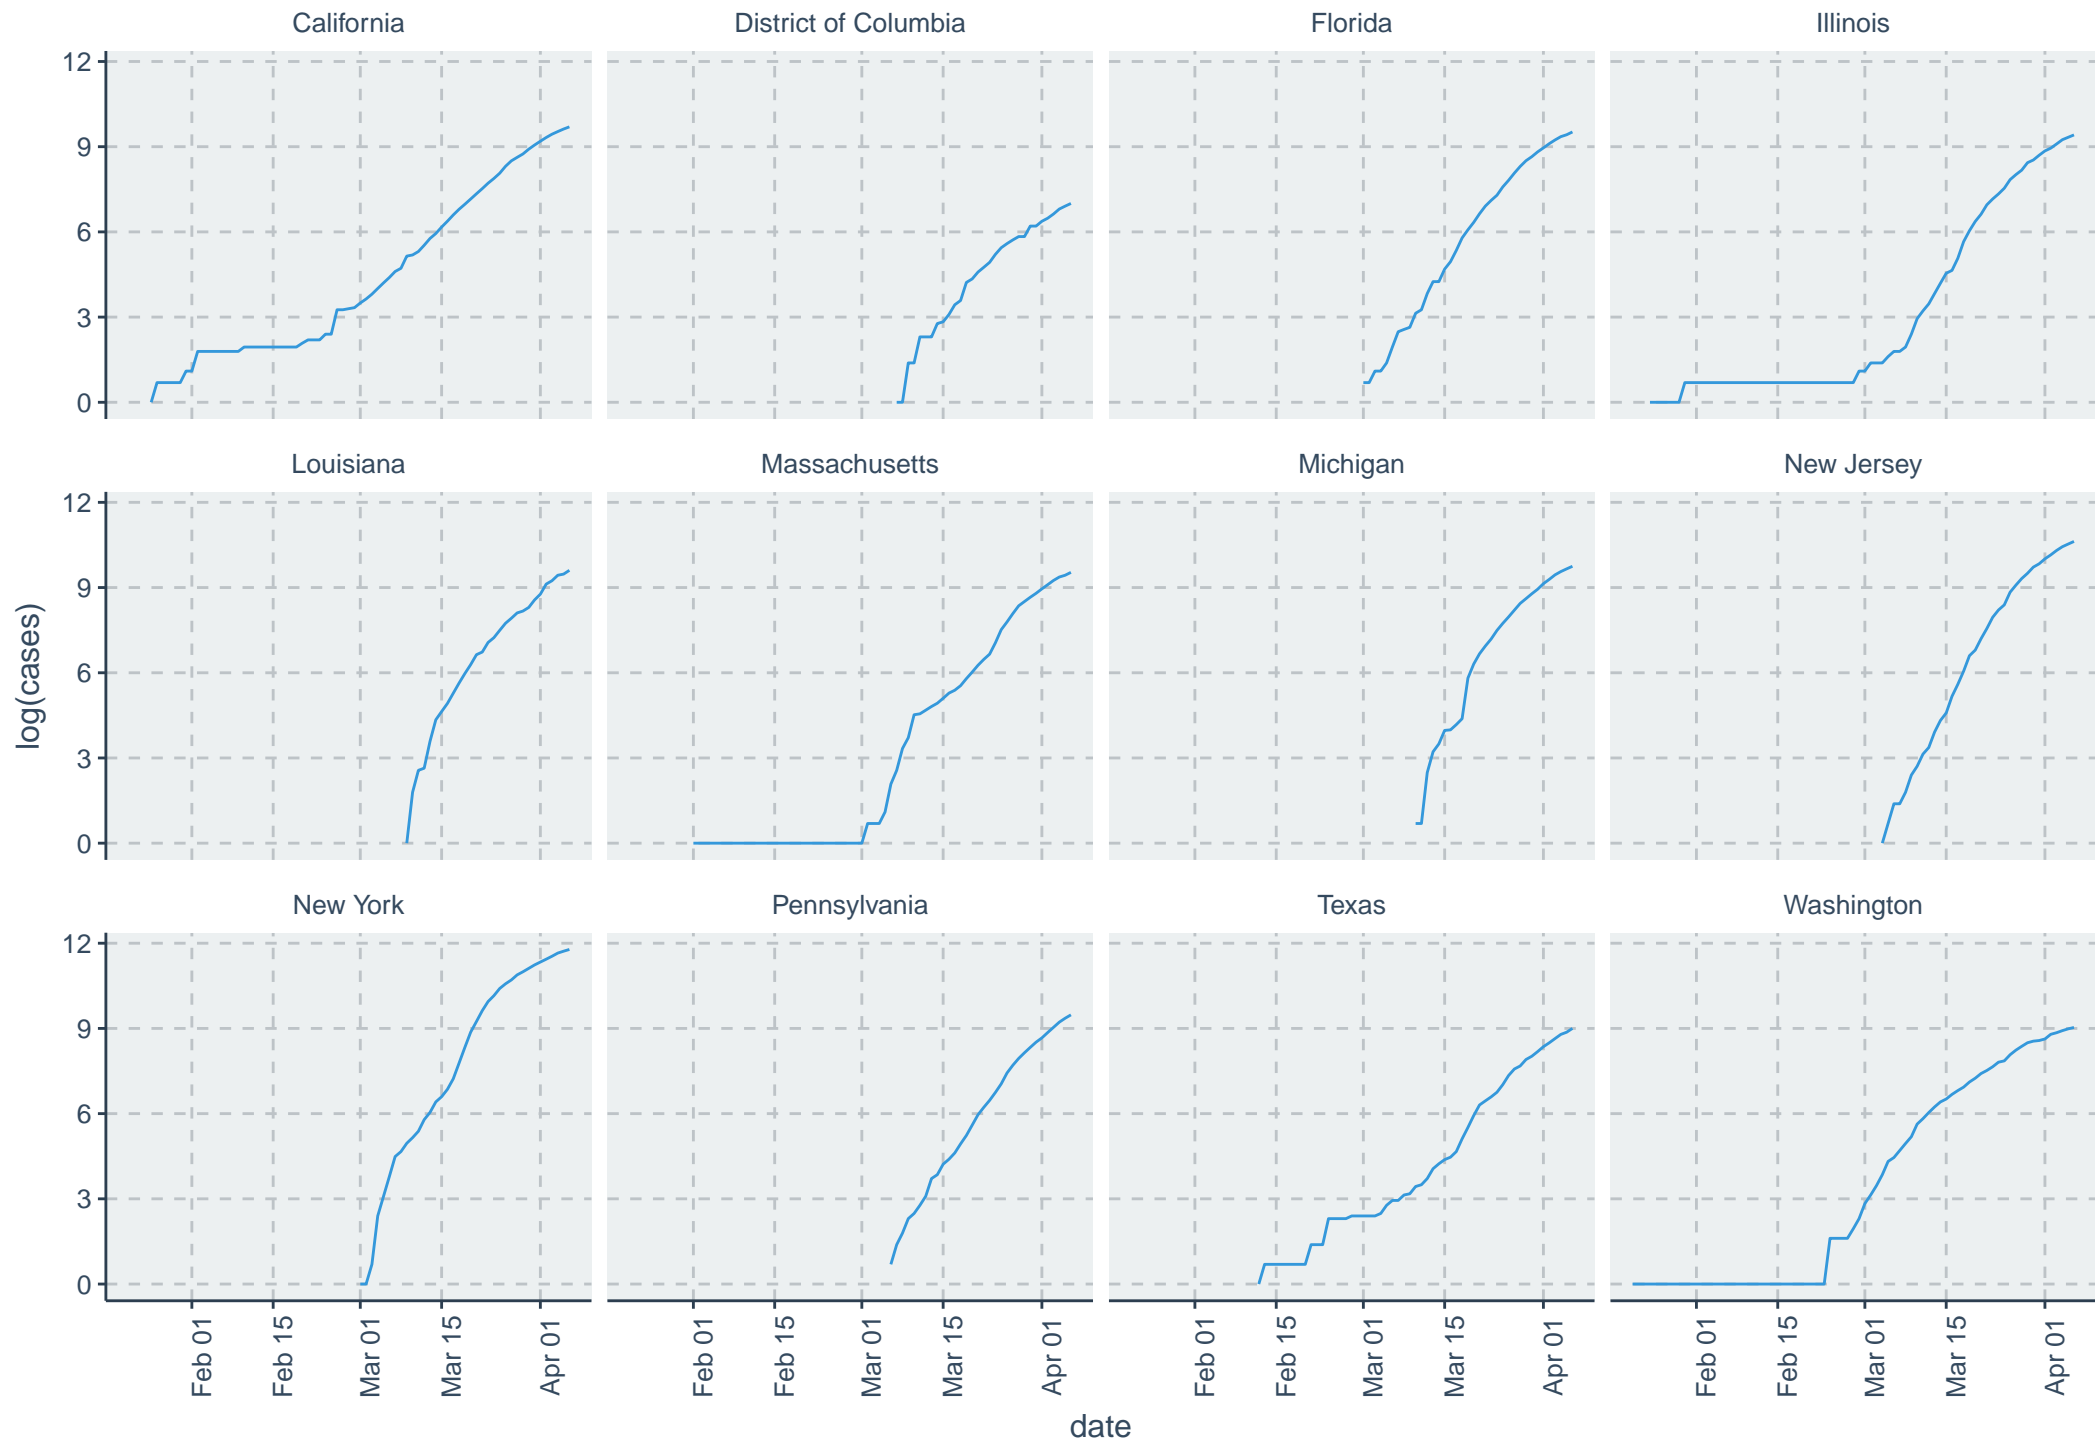 California
District of Columbia
Florida
Illinois
12
9
6
3
0
Louisiana
Massachusetts
Michigan
New Jersey
12
9
6
3
0
log(cases)
New York
Pennsylvania
Texas
Washington
12
9
6
3
0
Feb 01
Feb 15
Mar 01
Mar 15
Apr 01
Feb 01
Feb 15
Mar 01
Mar 15
Apr 01
Feb 01
Feb 15
Mar 01
Mar 15
Apr 01
Feb 01
Feb 15
Mar 01
Mar 15
Apr 01
date